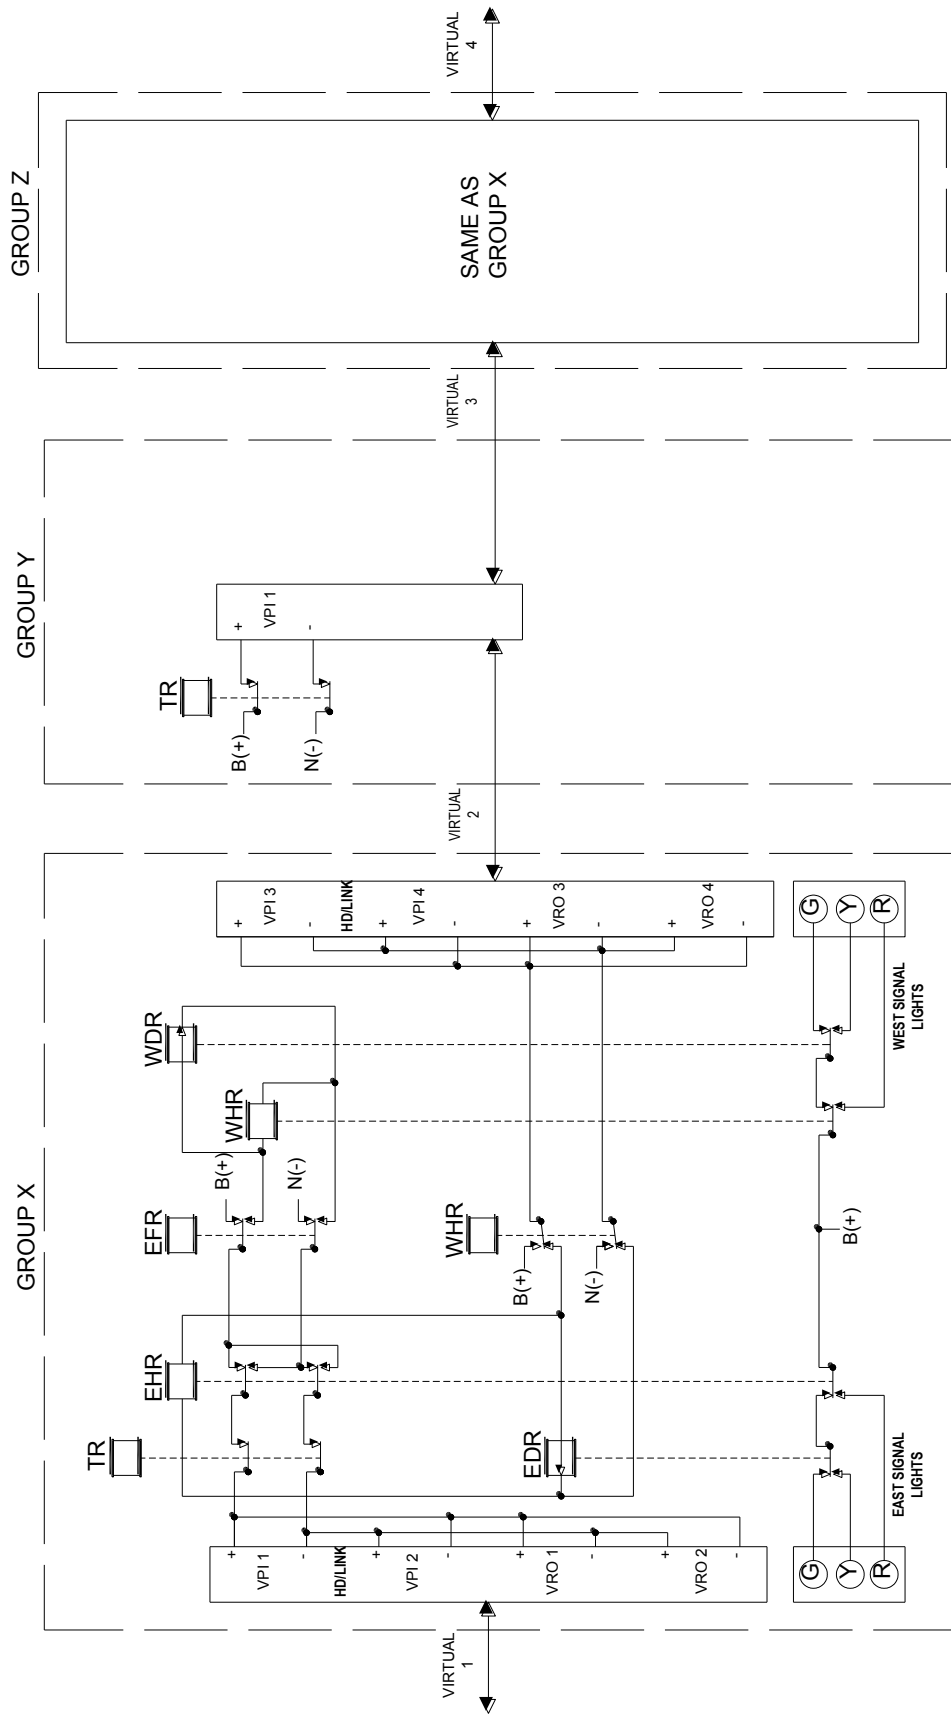 GROUP X
GROUP Y
GROUP Z
TR
EHR
EFR
WHR
WDR
B(+)
N(-)
WHR
B(+)
N(-)
EDR
VIRTUAL
1
+
VPI 1
-
HD/LINK
+
VPI 2
-
+
VRO 1
-
+
VRO 2
-
G
Y
R
EAST SIGNAL
LIGHTS
B(+)
WEST SIGNAL
LIGHTS
G
Y
R
+
VPI 3
-
HD/LINK
+
VPI 4
-
+
VRO 3
-
+
VRO 4
-
VIRTUAL
2
TR
B(+)
N(-)
+
VPI 1
-
VIRTUAL
3
SAME AS
GROUP X
VIRTUAL
4